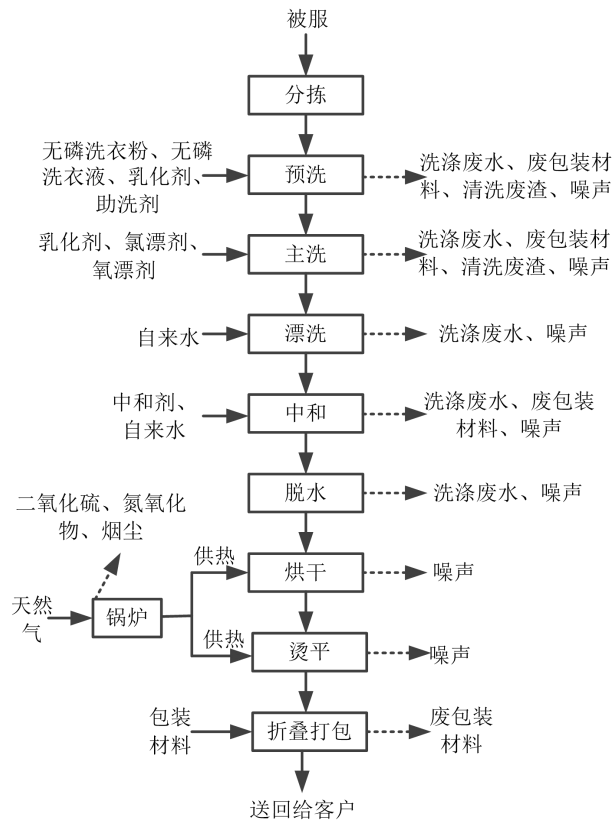 被服
分拣
无磷洗衣粉、无磷
洗衣液、乳化剂、
助洗剂
预洗
洗涤废水、废包装材
料、清洗废渣、噪声
乳化剂、氯漂剂、
氧漂剂
主洗
洗涤废水、废包装材
料、清洗废渣、噪声
自来水
漂洗
洗涤废水、噪声
中和剂、
自来水
中和
洗涤废水、废包装
材料、噪声
脱水
洗涤废水、噪声
二氧化硫、氮氧化
物、烟尘
供热
烘干
噪声
天然
气
锅炉
供热
烫平
噪声
包装
材料
折叠打包
废包装
材料
送回给客户